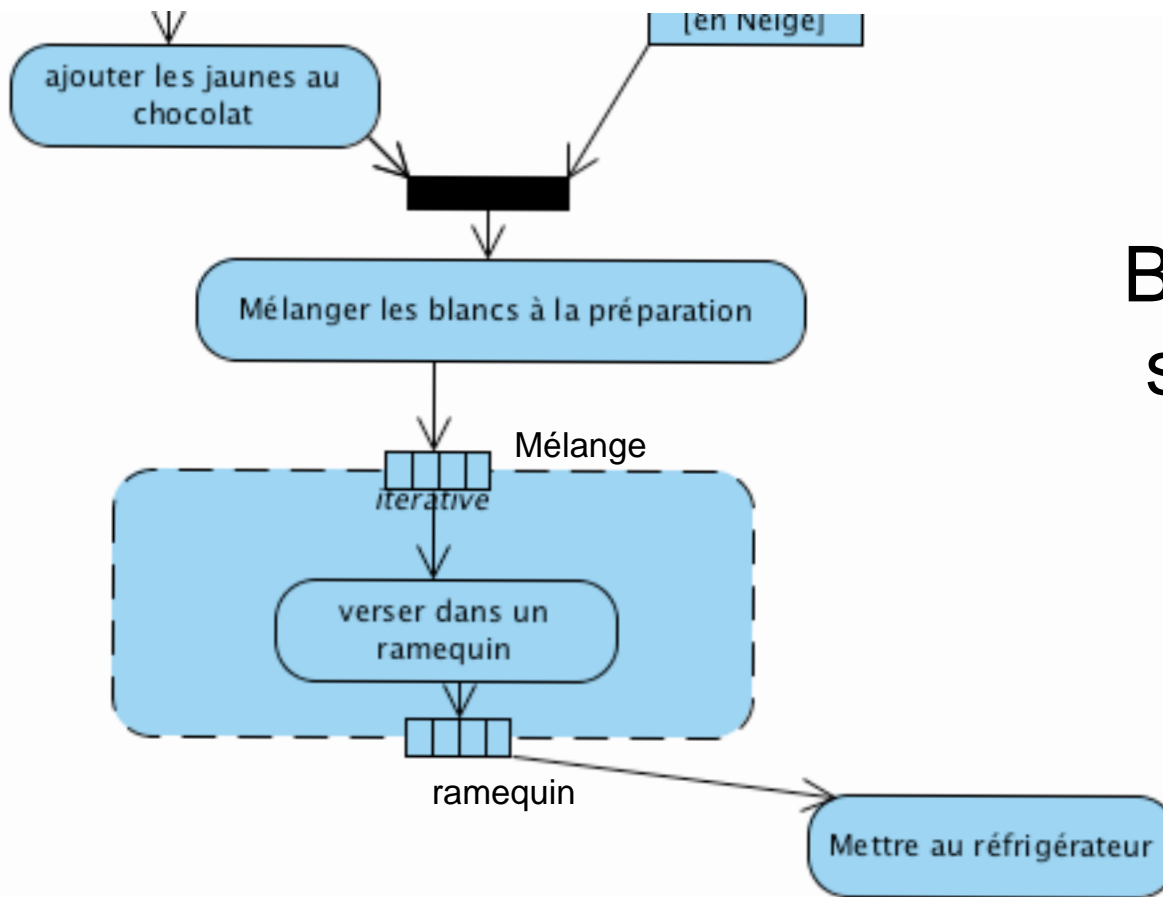 [en Neige]
ajouter les jaunes au
chocolat
B
s
Mélanger les blancs à la préparation
Mélange
iterative
verser dans un
ramequin
ramequin
Mettre au réfrigérateur